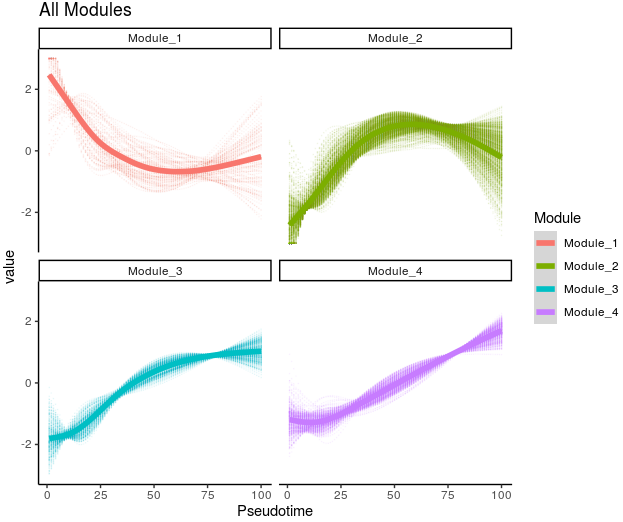 All Modules
Module_1
Module_2
2
0
-2
value
Module_3
Module_4
2
0
-2
0
25
50
75
100
0
25
50
75
100
Pseudotime
Module
Module_1
Module_2
Module_3
Module_4